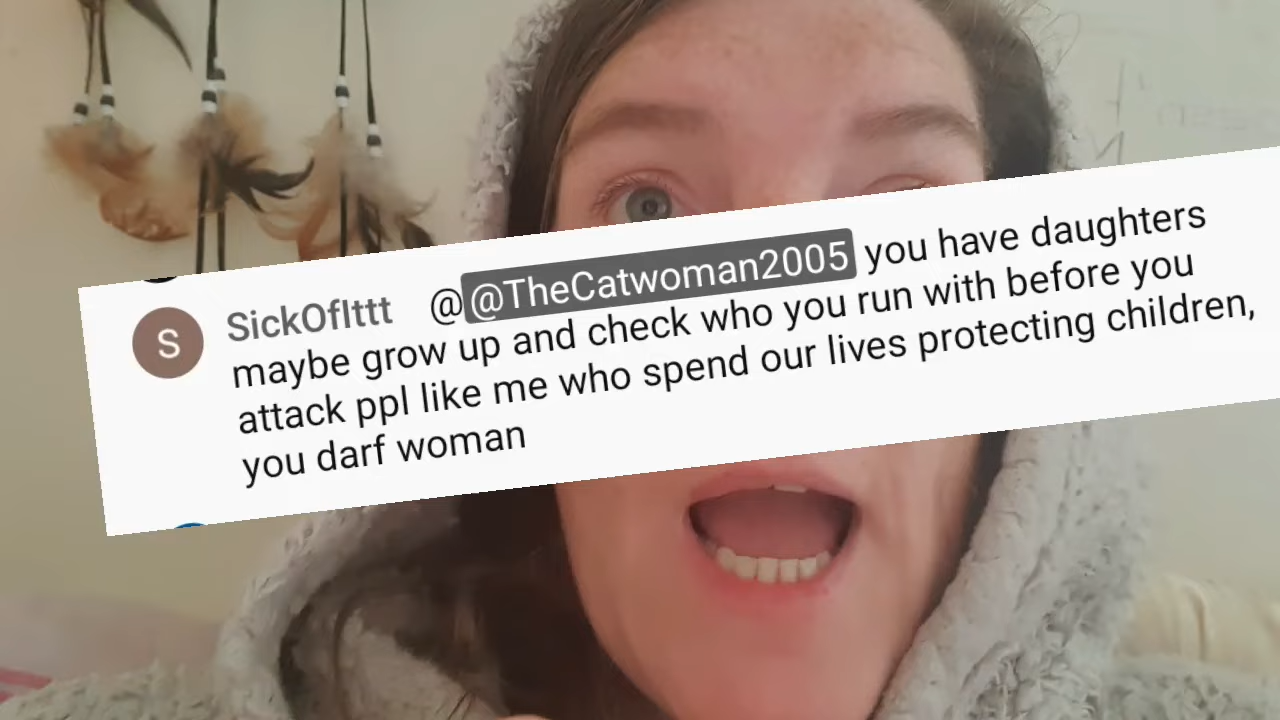 S
SickOfIttt @@TheCatwoman2005 you have daughters
maybe grow up and check who you run with before you
attack ppl like me who spend our lives protecting children,
you darf woman